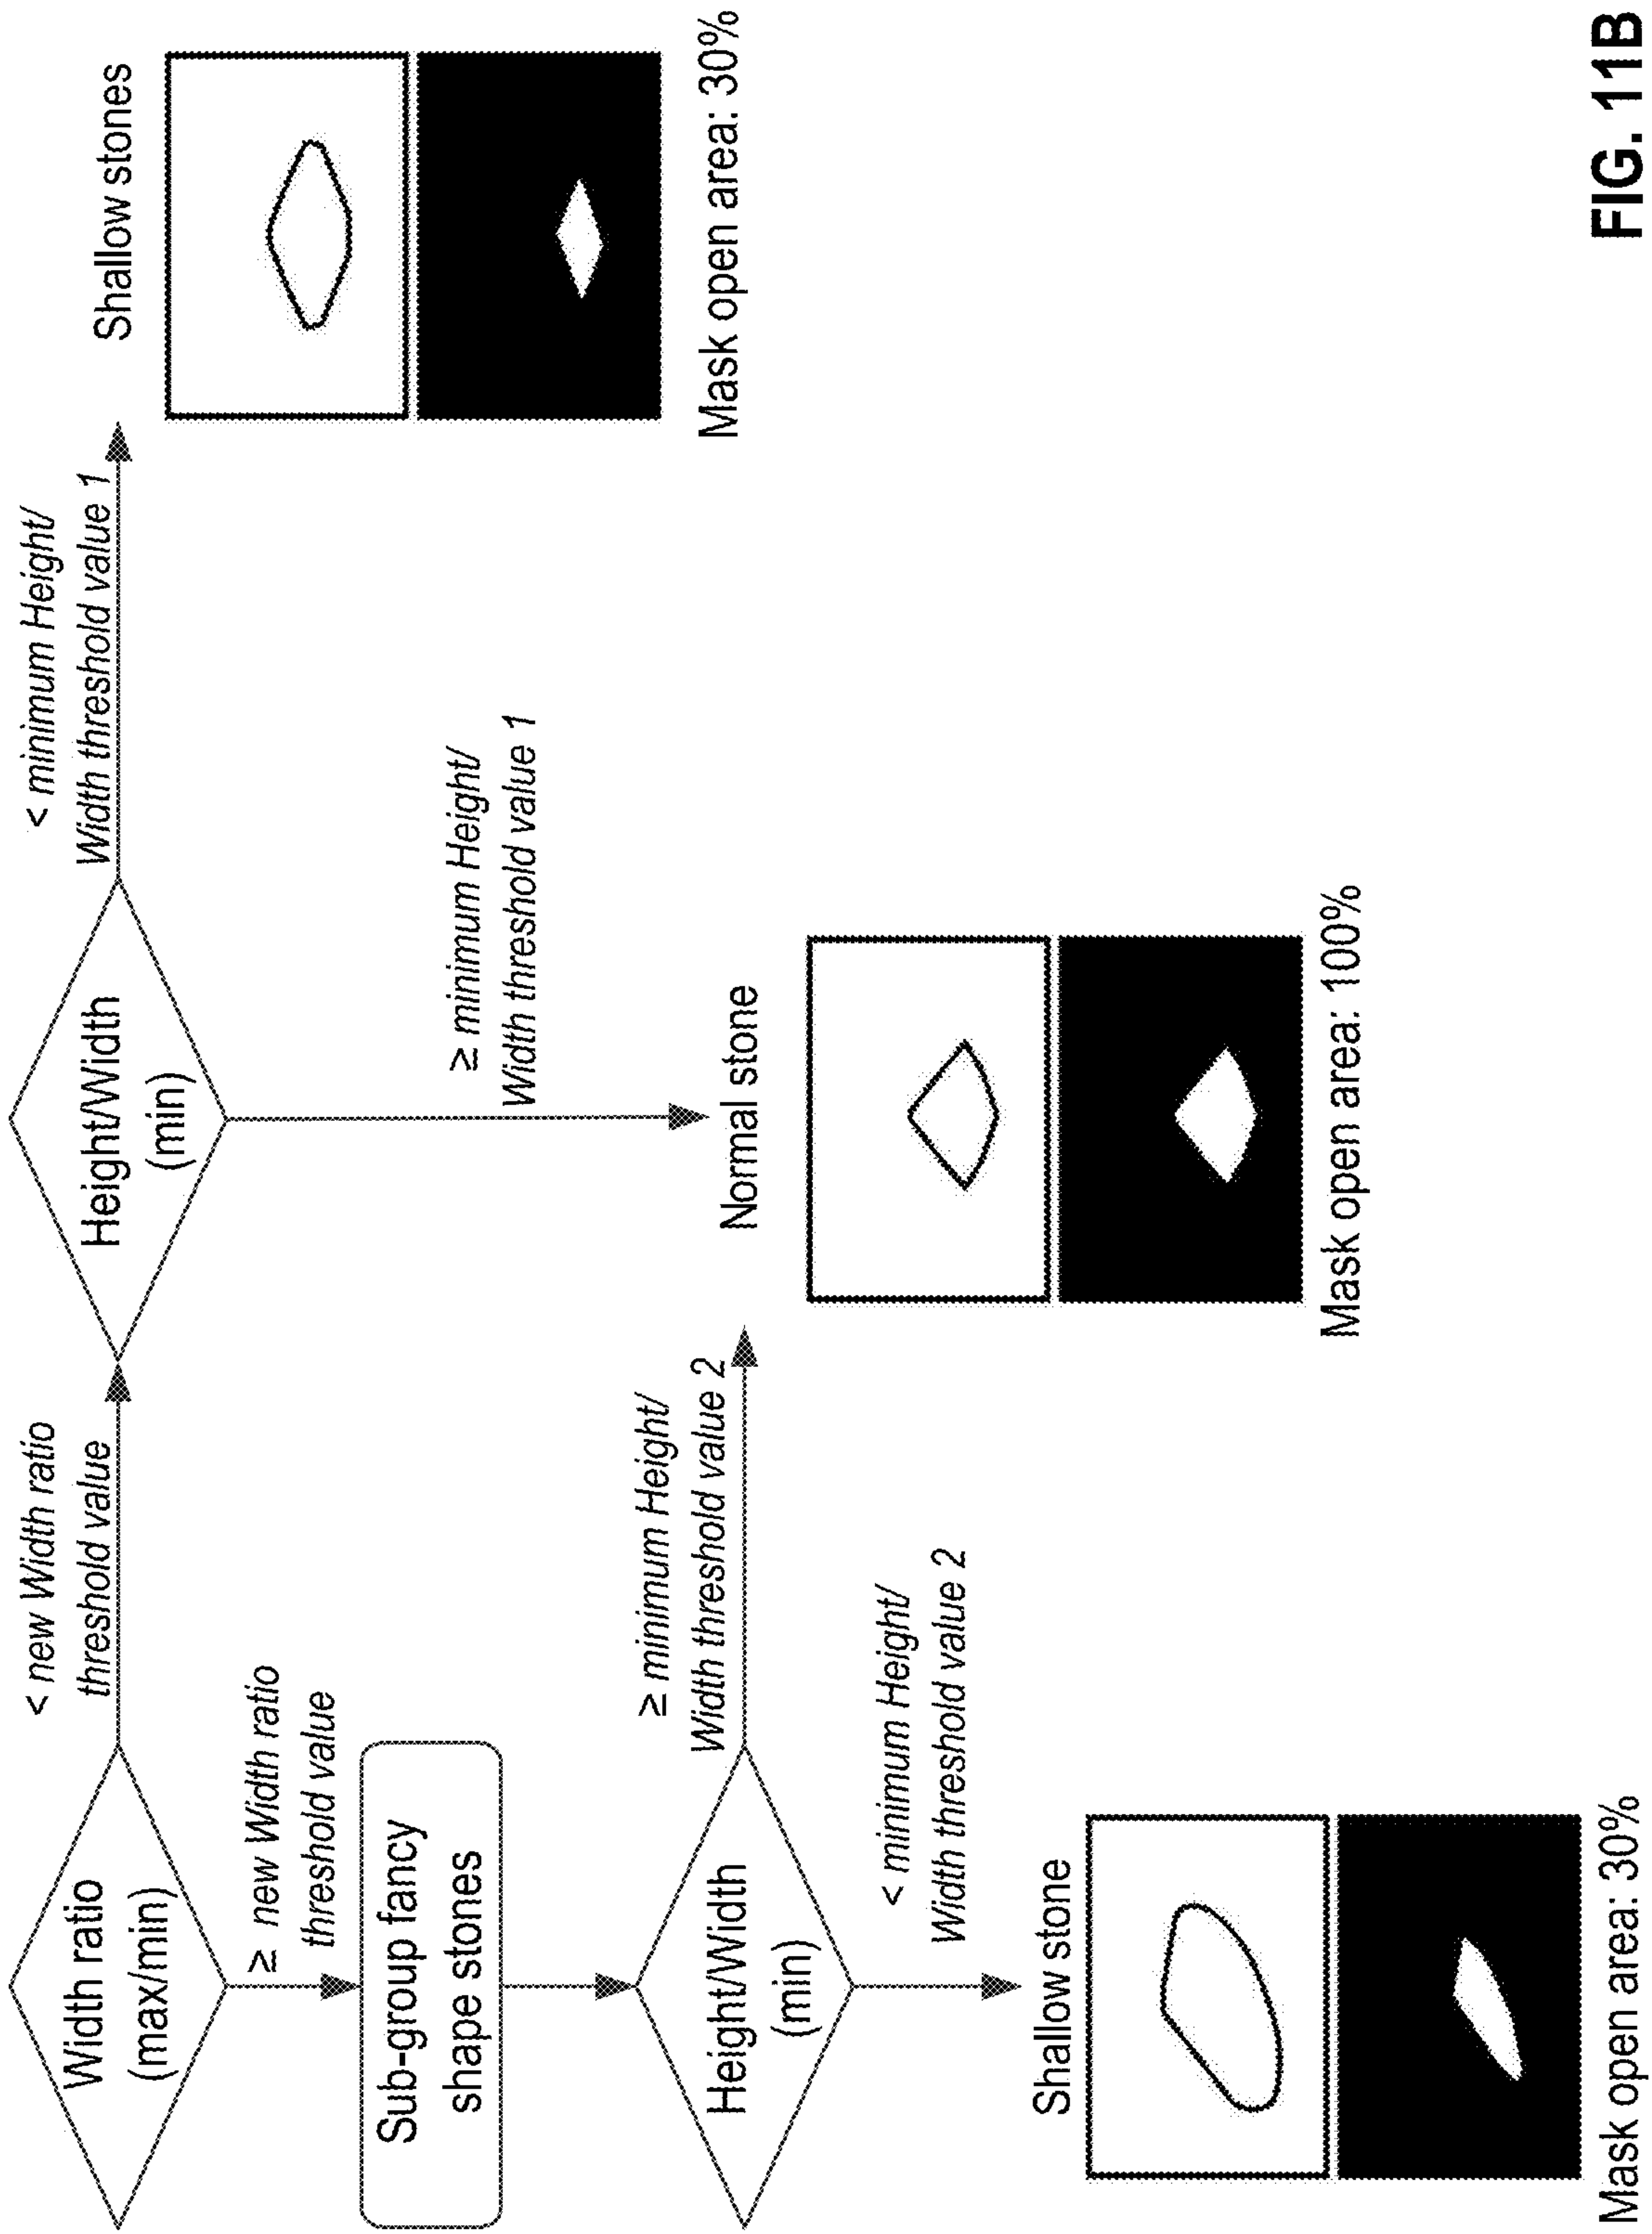 Width ratio
(max/min)
< new Width ratio
threshold value
Height/Width
(min)
< minimum Height/
Width threshold value 1
Shallow stones
Mask open area: 30%
≥ new Width ratio
threshold value
Sub-group fancy
shape stones
≥ minimum Height/
Width threshold value 1
Height/Width
(min)
≥ minimum Height/
Width threshold value 2
Normal stone
Mask open area: 100%
< minimum Height/
Width threshold value 2
Shallow stone
Mask open area: 30%
FIG. 11B